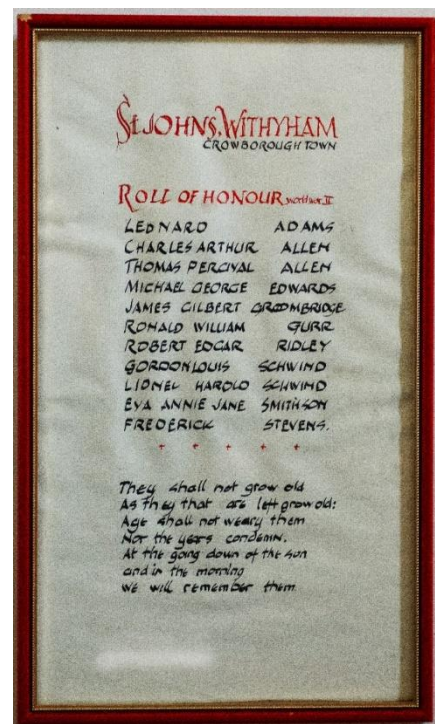 St JOHNS, WITHYHAM
CROWBOROUGH TOWN
ROLL OF HONOUR World War II
LEONARD ADAMS
CHARLES ARTHUR ALLEN
THOMAS PERCIVAL ALLEN
MICHAEL GEORGE EDWARDS
JAMES GILBERT GROOMBRIDGE
RONALD WILLIAM GURR
ROBERT EDGAR RIDLEY
GORDON LOUIS SCHWIND
LIONEL HAROLD SCHWIND
EVA ANNIE JANE SMITHSON
FREDERICK STEVENS.
They shall not grow old
As they that are left grow old:
Age shall not weary them
Nor the years condemn.
At the going down of the sun
and in the morning
We will remember them